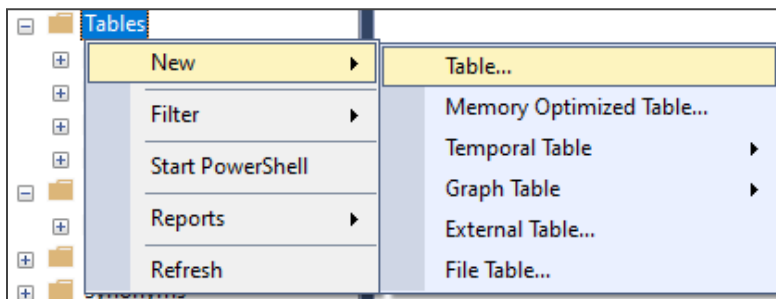 Tables
New
Filter
Start PowerShell
Reports
Refresh
Table...
Memory Optimized Table...
Temporal Table
Graph Table
External Table...
File Table...